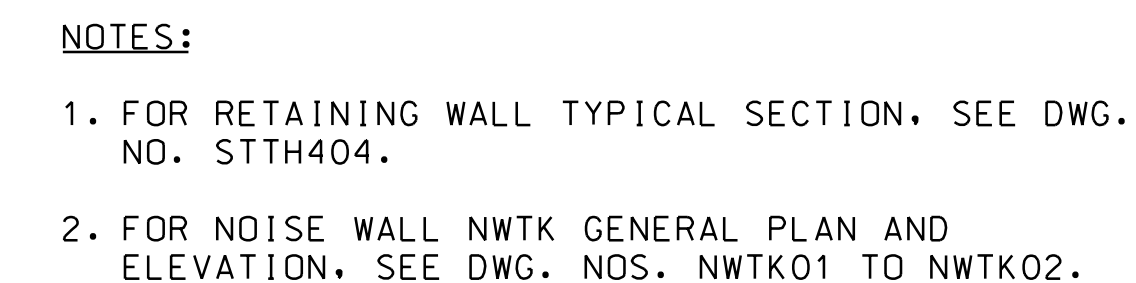 NOTES:
1. FOR RETAINING WALL TYPICAL SECTION, SEE DWG.
NO. STTH404.
2. FOR NOISE WALL NWTK GENERAL PLAN AND
ELEVATION, SEE DWG. NOS. NWTK01 TO NWTK02.